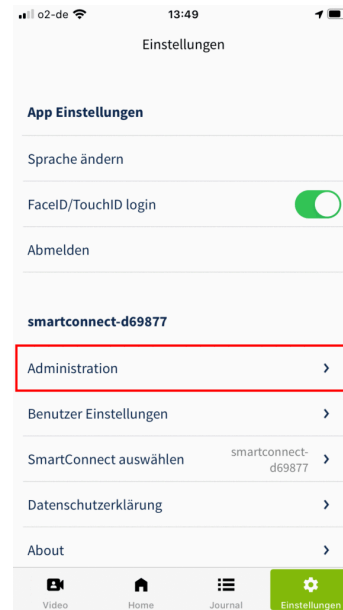 o2-de 13:49
Einstellungen
App Einstellungen
Sprache ändern
FaceID/TouchID login
Abmelden
smartconnect-d69877
Administration
Benutzer Einstellungen
SmartConnect auswählen smartconnect-
d69877
Datenschutzerklärung
About
Video Home Journal Einstellungen